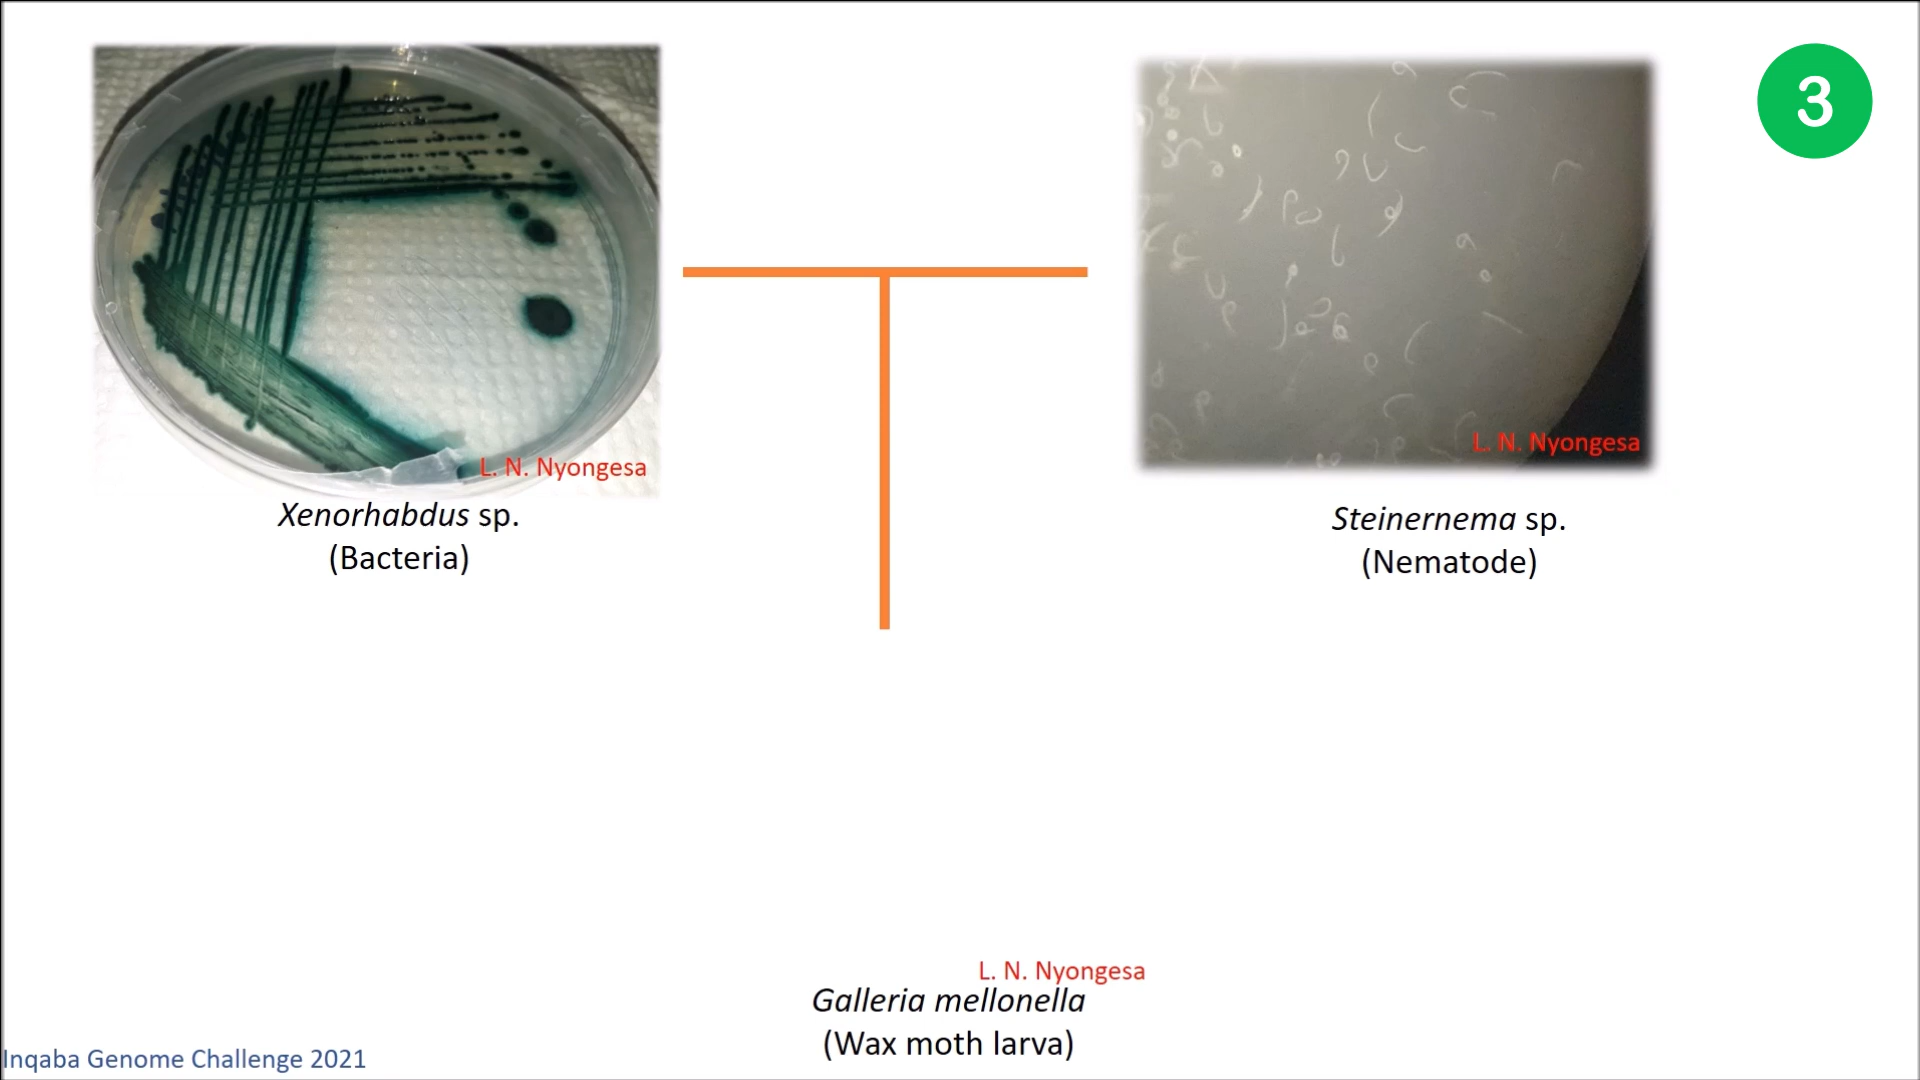 3
L. N. Nyongesa
Xenorhabdus sp.
(Bacteria)
L. N. Nyongesa
Steinernema sp.
(Nematode)
L. N. Nyongesa
Galleria mellonella
(Wax moth larva)
Inqaba Genome Challenge 2021